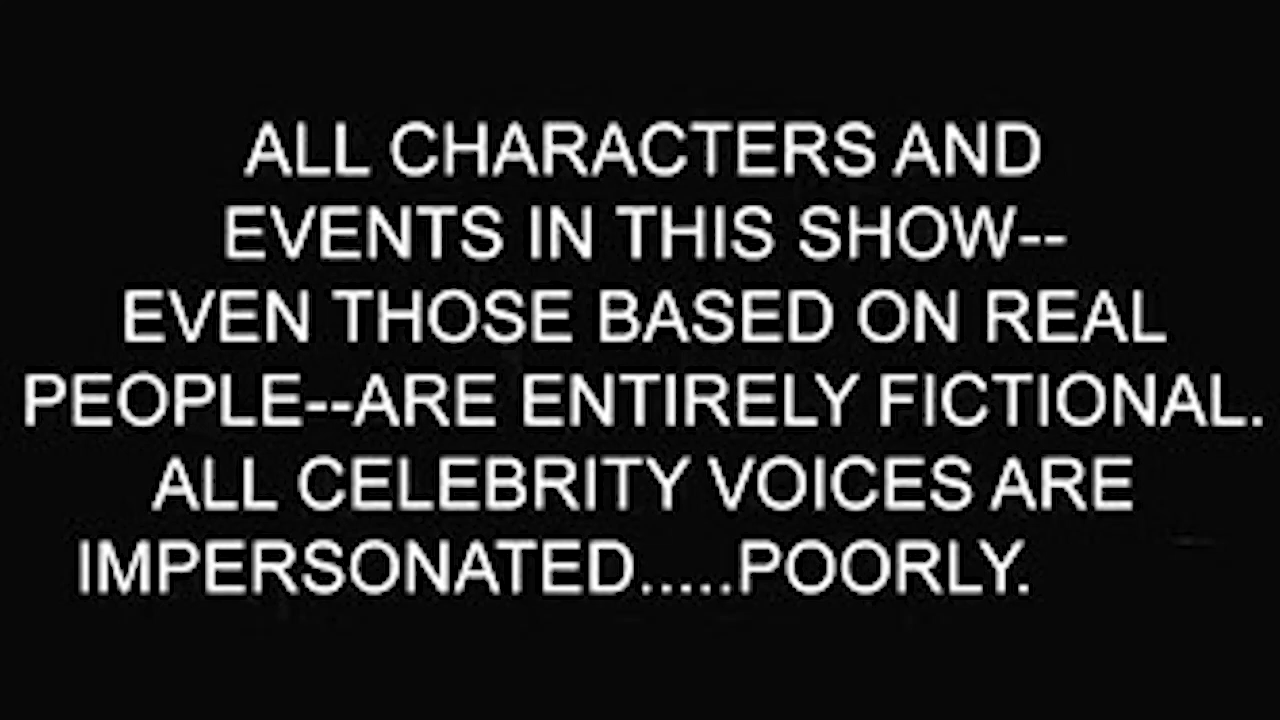 ALL CHARACTERS AND
EVENTS IN THIS SHOW--
EVEN THOSE BASED ON REAL
PEOPLE--ARE ENTIRELY FICTIONAL.
ALL CELEBRITY VOICES ARE
IMPERSONATED.....POORLY.